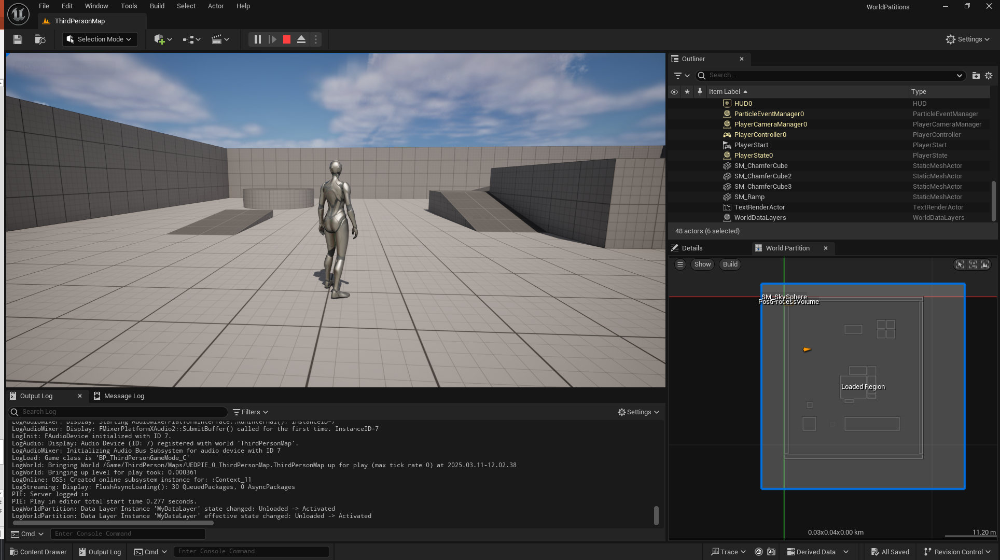 File Edit Window Tools Build Select Actor Help
WorldPatitions
ThirdPersonMap
Selection Mode
Settings
Outliner
Search...
Item Label Type
HUD0 HUD
ParticleEventManager0 ParticleEventManager
PlayerCameraManager0 PlayerCameraManager
PlayerController0 PlayerController
PlayerStart PlayerStart
PlayerState0 PlayerState
SM_ChamferCube StaticMeshActor
SM_ChamferCube2 StaticMeshActor
SM_ChamferCube3 StaticMeshActor
SM_Ramp StaticMeshActor
TextRenderActor TextRenderActor
WorldDataLayers WorldDataLayers
48 actors (6 selected)
Details World Partition
Show Build
SM_SkySphere
PostProcessVolume
Loaded Region
0.03x0.04x0.00 km 11.20 m
Output Log Message Log
Search Log Filters Settings
LogAudioMixer: Display: Starting AudioMixerPlatformInterface::RunInternal(), InstanceID=7
LogAudioMixer: Display: FMixerPlatformXAudio2::SubmitBuffer() called for the first time. InstanceID=7
LogInit: FAudioDevice initialized with ID 7.
LogAudio: Display: Audio Device (ID: 7) registered with world 'ThirdPersonMap'.
LogAudioMixer: Initializing Audio Bus Subsystem for audio device with ID 7
LogLoad: Game class is 'BP_ThirdPersonGameMode_C'
LogWorld: Bringing World /Game/ThirdPerson/Maps/UEDPIE_0_ThirdPersonMap.ThirdPersonMap up for play (max tick rate 0) at 2025.03.11-12.02.38
LogWorld: Bringing up level for play took: 0.000361
LogOnline: OSS: Created online subsystem instance for: :Context_11
LogStreaming: Display: FlushAsyncLoading(): 30 QueuedPackages, 0 AsyncPackages
PIE: Server logged in
PIE: Play in editor total start time 0.277 seconds.
LogWorldPartition: Data Layer Instance 'MyDataLayer' state changed: Unloaded -> Activated
LogWorldPartition: Data Layer Instance 'MyDataLayer' effective state changed: Unloaded -> Activated
Cmd Enter Console Command
Content Drawer Output Log Cmd Enter Console Command Trace Derived Data All Saved Revision Control